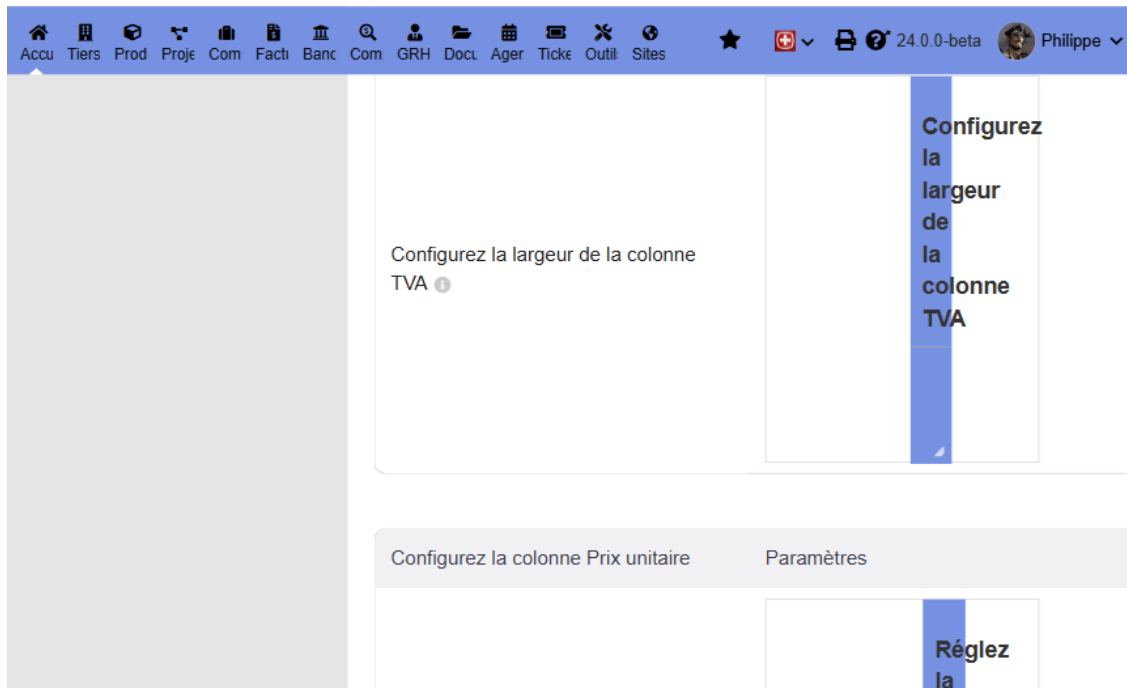 Accu Tiers Prod Proje Com Factu Banc Com GRH Docu Ager Ticke Outil Sites 24.0.0-beta Philippe
Configurez
la
largeur
de
la
colonne
TVA
Configurez la largeur de la colonne
TVA
Configurez la colonne Prix unitaire Paramètres
Réglez
la